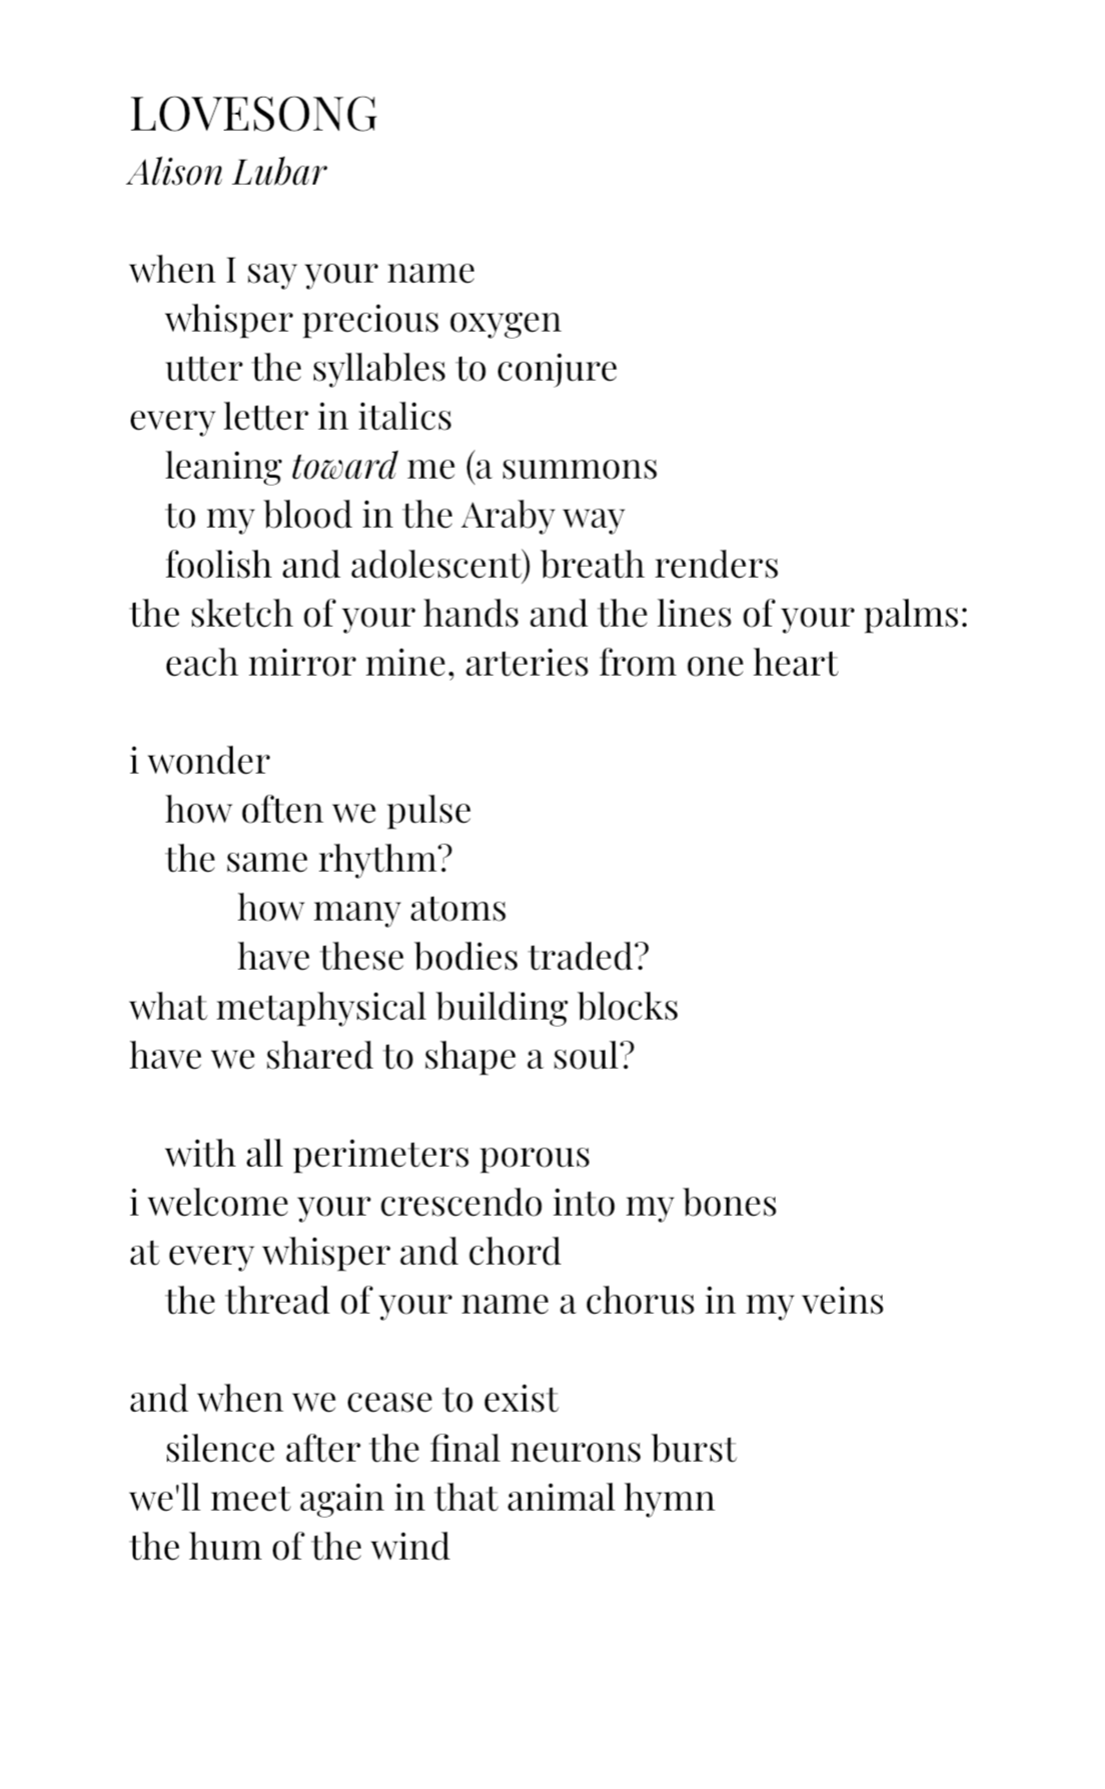 LOVESONG
Alison Lubar
when I say your name
whisper precious oxygen
utter the syllables to conjure
every letter in italics
leaning toward me (a summons
to my blood in the Araby way
foolish and adolescent) breath renders
the sketch of your hands and the lines of your palms:
each mirror mine, arteries from one heart
i wonder
how often we pulse
the same rhythm?
how many atoms
have these bodies traded?
what metaphysical building blocks
have we shared to shape a soul?
with all perimeters porous
i welcome your crescendo into my bones
at every whisper and chord
the thread of your name a chorus in my veins
and when we cease to exist
silence after the final neurons burst
we'll meet again in that animal hymn
the hum of the wind